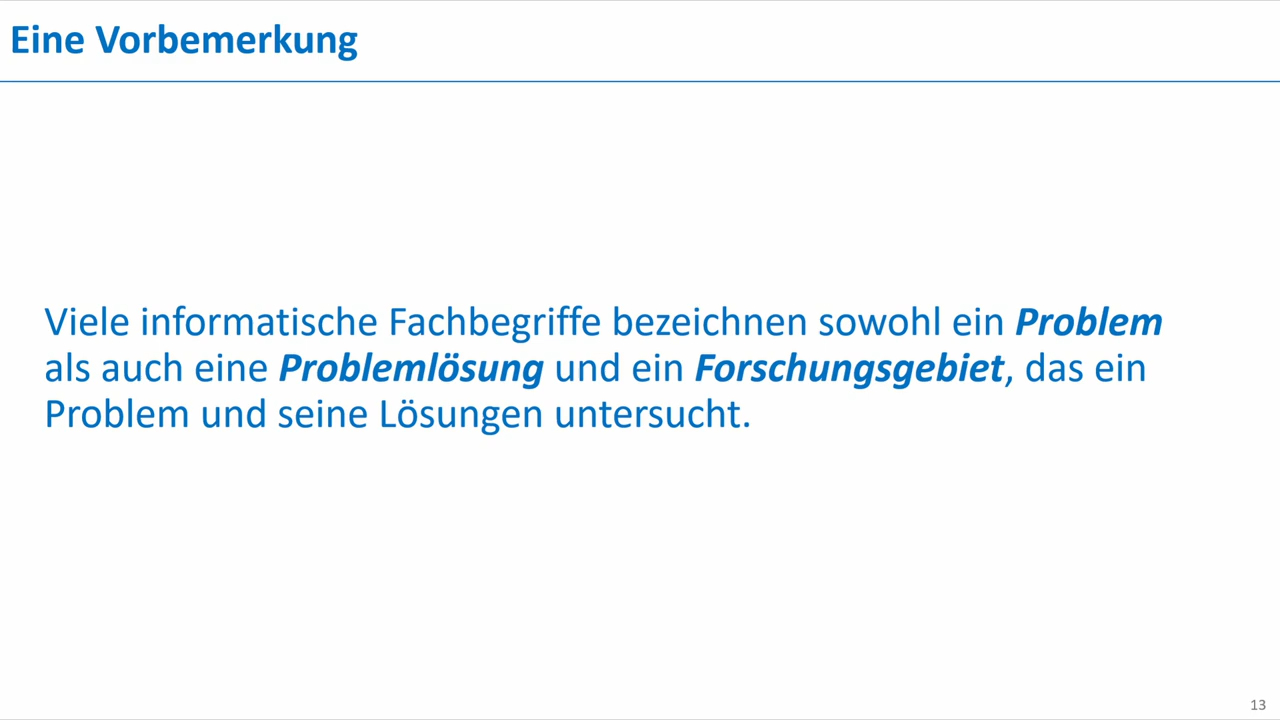 Eine Vorbemerkung
Viele informatische Fachbegriffe bezeichnen sowohl ein Problem
als auch eine Problemlösung und ein Forschungsgebiet, das ein
Problem und seine Lösungen untersucht.
13